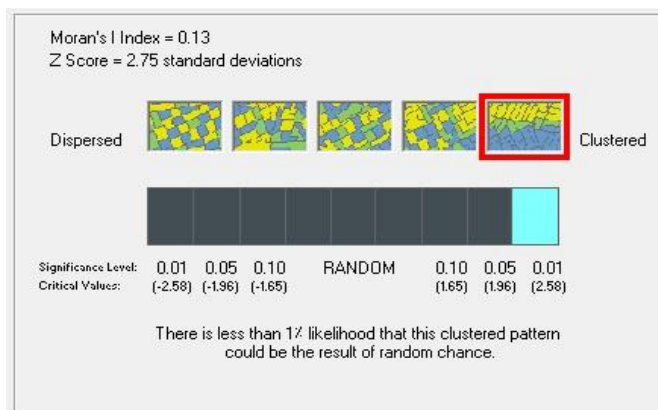 Moran's I Index = 0.13
Z Score = 2.75 standard deviations
Dispersed
Clustered
Significance Level: 0.01 0.05 0.10 RANDOM 0.10 0.05 0.01
Critical Values: (-2.58) (-1.96) (-1.65) (1.65) (1.96) (2.58)
There is less than 1% likelihood that this clustered pattern
could be the result of random chance.